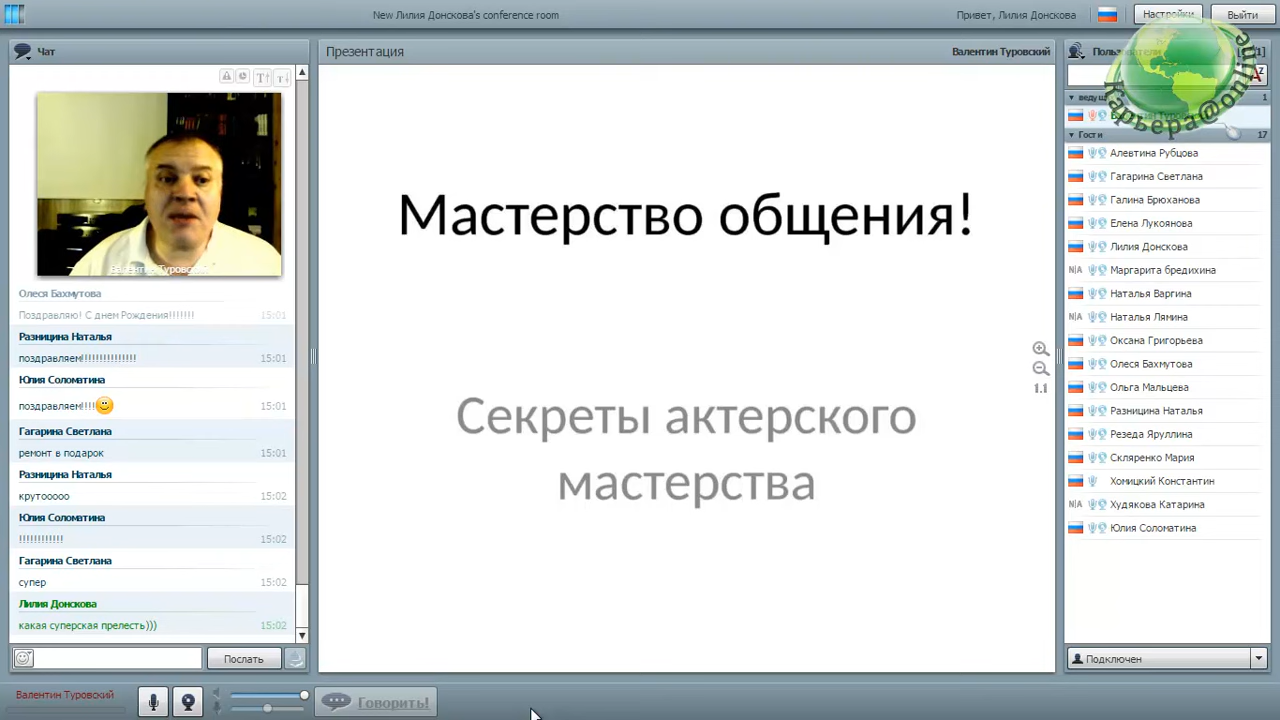 New Лилия Донскова's conference room
Привет, Лилия Донскова
Настройки
Выйти
Чат
Валентин Туровский
Олеся Бахмутова
Поздравляю! С днем Рождения!!!!!!!
15:01
Разницина Наталья
поздравляем!!!!!!!!!!!!!!!
15:01
Юлия Соломатина
поздравляем!!!!
15:01
Гагарина Светлана
ремонт в подарок
15:01
Разницина Наталья
крутооооо
15:02
Юлия Соломатина
!!!!!!!!!!!!
15:02
Гагарина Светлана
супер
15:02
Лилия Донскова
какая суперская прелесть)))
15:02
Послать
Валентин Туровский
Говорить!
Презентация
Валентин Туровский
Мастерство общения!
Секреты актерского
мастерства
1.1
Карьера@online
1
Гости
17
Алевтина Рубцова
Гагарина Светлана
Галина Брюханова
Елена Лукоянова
Лилия Донскова
N|A Маргарита бредихина
Наталья Варгина
N|A Наталья Лямина
Оксана Григорьева
Олеся Бахмутова
Ольга Мальцева
Разницина Наталья
Резеда Яруллина
Скляренко Мария
Хомицкий Константин
N|A Худякова Катарина
Юлия Соломатина
Подключен